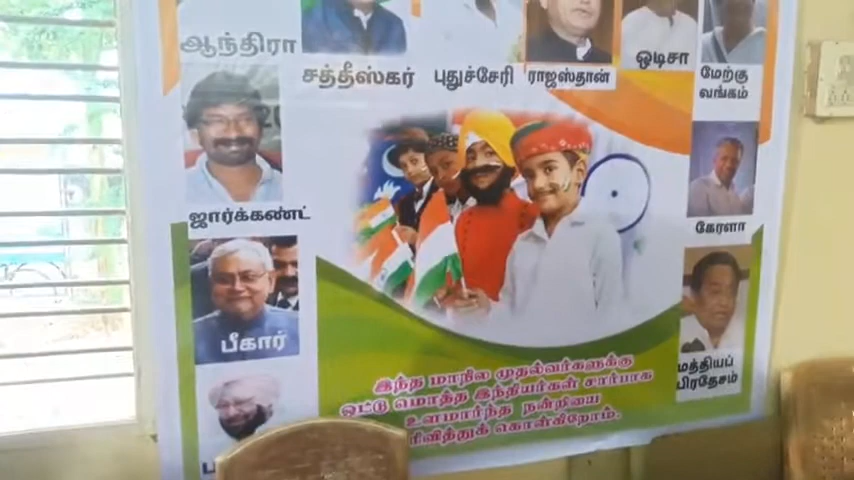 ஆந்திரா
சத்தீஸ்கர்
புதுச்சேரி
ராஜஸ்தான்
ஒடிசா
மேற்கு
வங்கம்
ஜார்க்கண்ட்
கேரளா
பீகார்
மத்தியப்
பிரதேசம்
இந்த மாநில முதல்வர்களுக்கு
ஒட்டு மொத்த இந்தியர்கள் சார்பாக
உளமார்ந்த நன்றியை
தெரிவித்துக் கொள்கிறோம்.